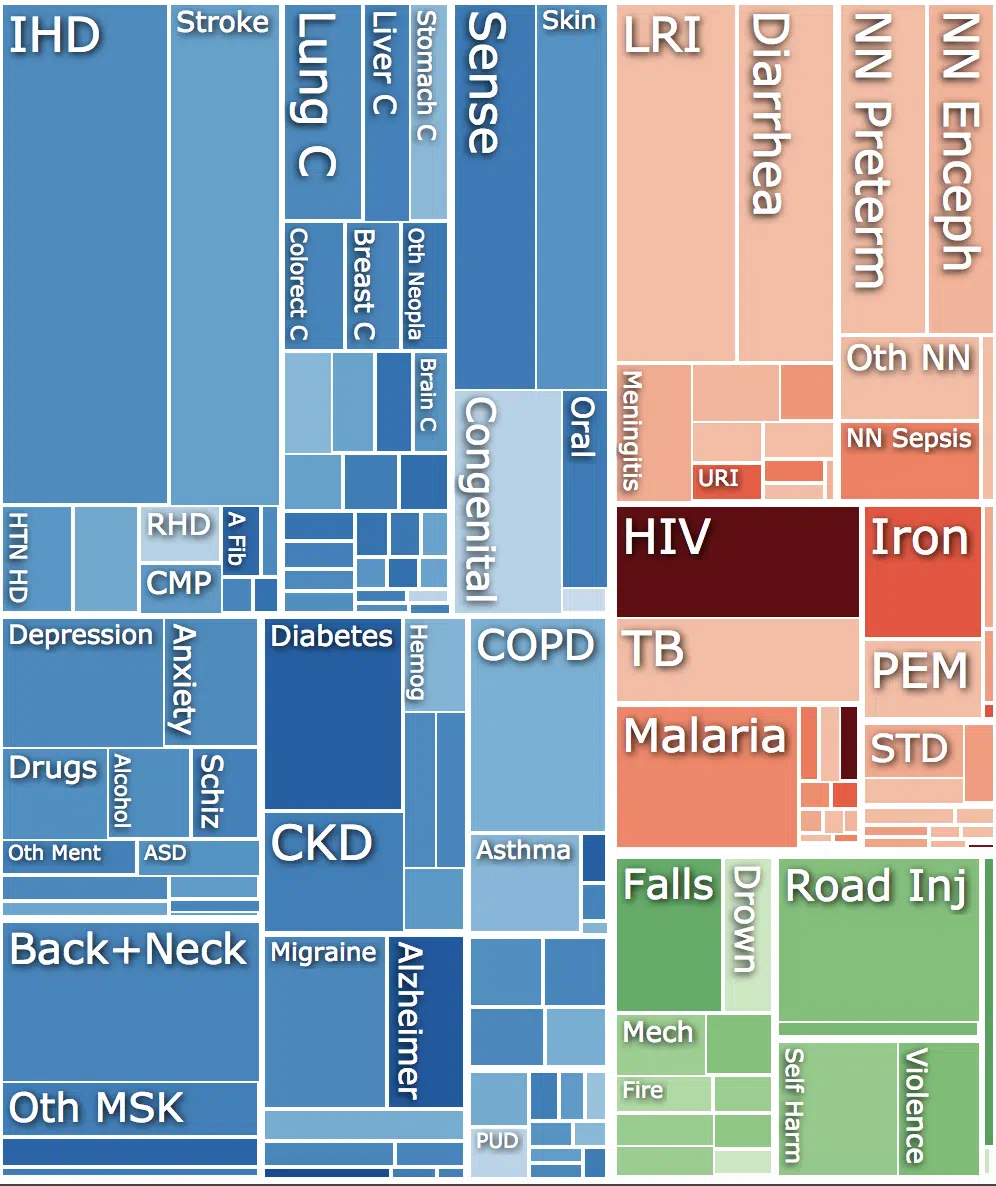 IHD
Stroke
Lung C
Liver C
Stomach C
Colorect C
Breast C
Oth Neopla
Brain C
Sense
Skin
Congenital
Oral
HTN HD
RHD
CMP
A Fib
LRI
Diarrhea
NN Preterm
NN Enceph
Meningitis
URI
Oth NN
NN Sepsis
HIV
TB
Malaria
Iron
PEM
STD
Depression
Anxiety
Drugs
Alcohol
Schiz
Oth Ment
ASD
Diabetes
Hemog
CKD
COPD
Asthma
Back+Neck
Oth MSK
Migraine
Alzheimer
PUD
Falls
Drown
Road Inj
Mech
Fire
Self Harm
Violence